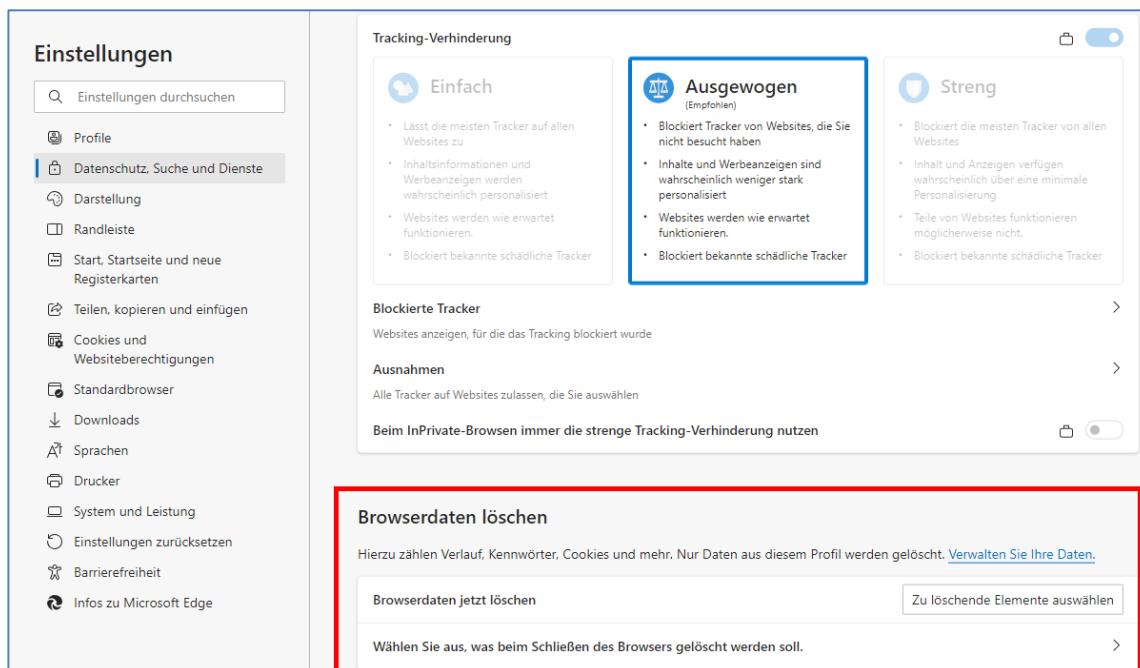 Einstellungen
Einstellungen durchsuchen
Profile
Datenschutz, Suche und Dienste
Darstellung
Randleiste
Start, Startseite und neue
Registerkarten
Teilen, kopieren und einfügen
Cookies und
Websiteberechtigungen
Standardbrowser
Downloads
Sprachen
Drucker
System und Leistung
Einstellungen zurücksetzen
Barrierefreiheit
Infos zu Microsoft Edge
Tracking-Verhinderung
Einfach
• Lässt die meisten Tracker auf allen
Websites zu
• Inhaltsinformationen und
Werbeanzeigen werden
wahrscheinlich personalisiert
• Websites werden wie erwartet
funktionieren.
• Blockiert bekannte schädliche Tracker
Ausgewogen
(Empfohlen)
• Blockiert Tracker von Websites, die Sie
nicht besucht haben
• Inhalte und Werbeanzeigen sind
wahrscheinlich weniger stark
personalisiert
• Websites werden wie erwartet
funktionieren.
• Blockiert bekannte schädliche Tracker
Streng
• Blockiert die meisten Tracker von allen
Websites
• Inhalt und Anzeigen verfügen
wahrscheinlich über eine minimale
Personalisierung
• Teile von Websites funktionieren
möglicherweise nicht.
• Blockiert bekannte schädliche Tracker
Blockierte Tracker
Websites anzeigen, für die das Tracking blockiert wurde
Ausnahmen
Alle Tracker auf Websites zulassen, die Sie auswählen
Beim InPrivate-Browsen immer die strenge Tracking-Verhinderung nutzen
Browserdaten löschen
Hierzu zählen Verlauf, Kennwörter, Cookies und mehr. Nur Daten aus diesem Profil werden gelöscht. Verwalten Sie Ihre Daten.
Browserdaten jetzt löschen
Zu löschende Elemente auswählen
Wählen Sie aus, was beim Schließen des Browsers gelöscht werden soll.